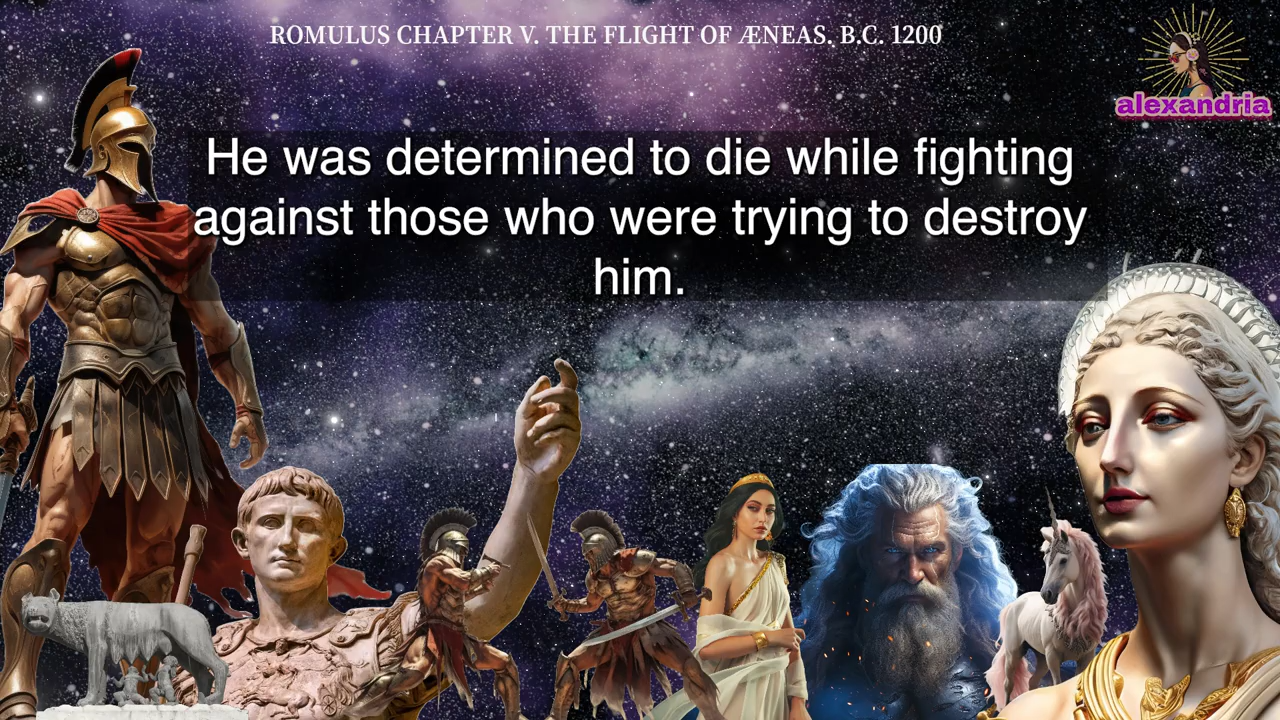 ROMULUS CHAPTER V. THE FLIGHT OF ÆNEAS. B.C. 1200
alexandria
He was determined to die while fighting
against those who were trying to destroy
him.